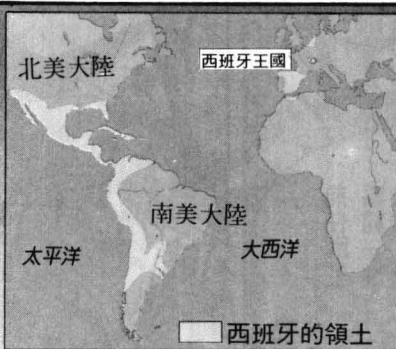 北美大陸
西班牙王國
南美大陸
太平洋
大西洋
西班牙的領土